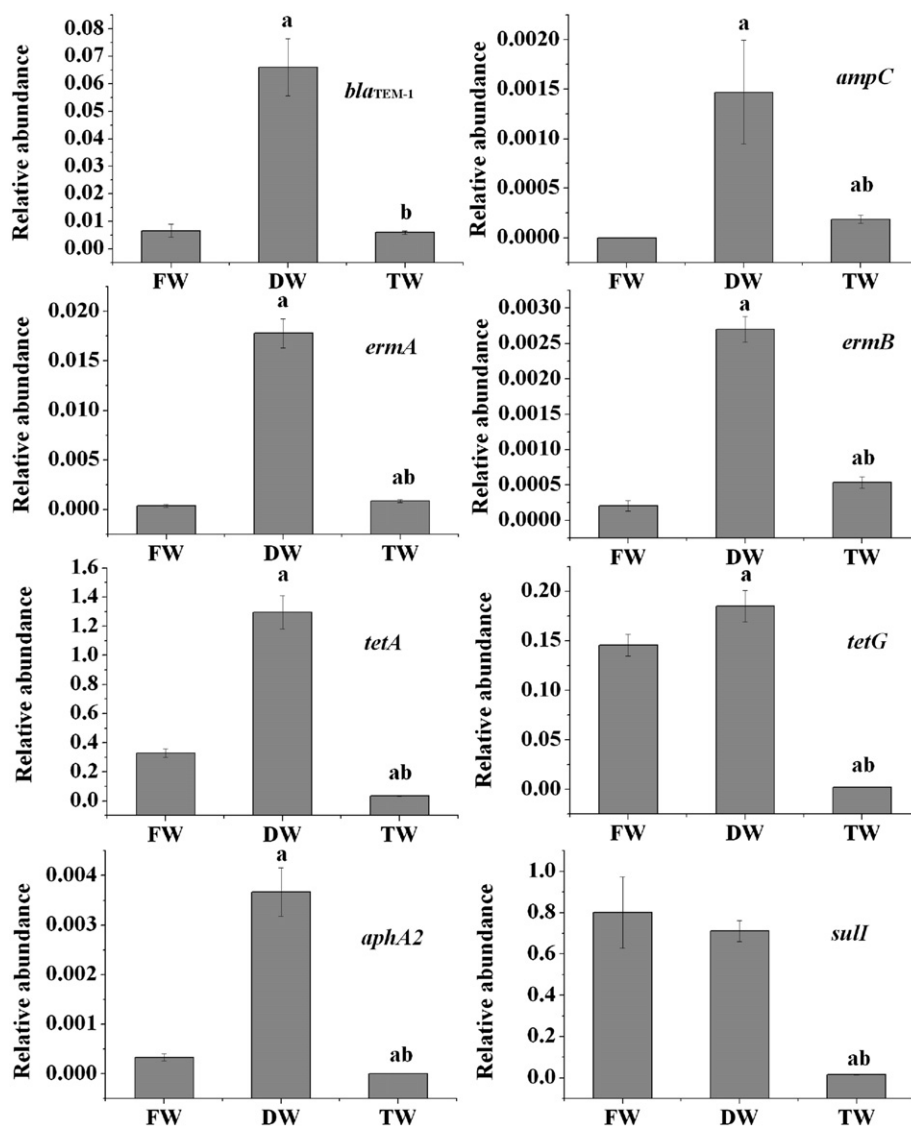 Relative abundance
0.08
0.07
0.06
0.05
0.04
0.03
0.02
0.01
0.00
a
b
blaTEM-1
FW DW TW
Relative abundance
0.0020
0.0015
0.0010
0.0005
0.0000
a
ab
ampC
FW DW TW
Relative abundance
0.020
0.015
0.010
0.005
0.000
a
ab
ermA
FW DW TW
Relative abundance
0.0030
0.0025
0.0020
0.0015
0.0010
0.0005
0.0000
a
ab
ermB
FW DW TW
Relative abundance
1.6
1.4
1.2
1.0
0.8
0.6
0.4
0.2
0.0
a
ab
tetA
FW DW TW
Relative abundance
0.20
0.15
0.10
0.05
0.00
a
ab
tetG
FW DW TW
Relative abundance
0.004
0.003
0.002
0.001
0.000
a
ab
aphA2
FW DW TW
Relative abundance
1.0
0.8
0.6
0.4
0.2
0.0
ab
sulI
FW DW TW